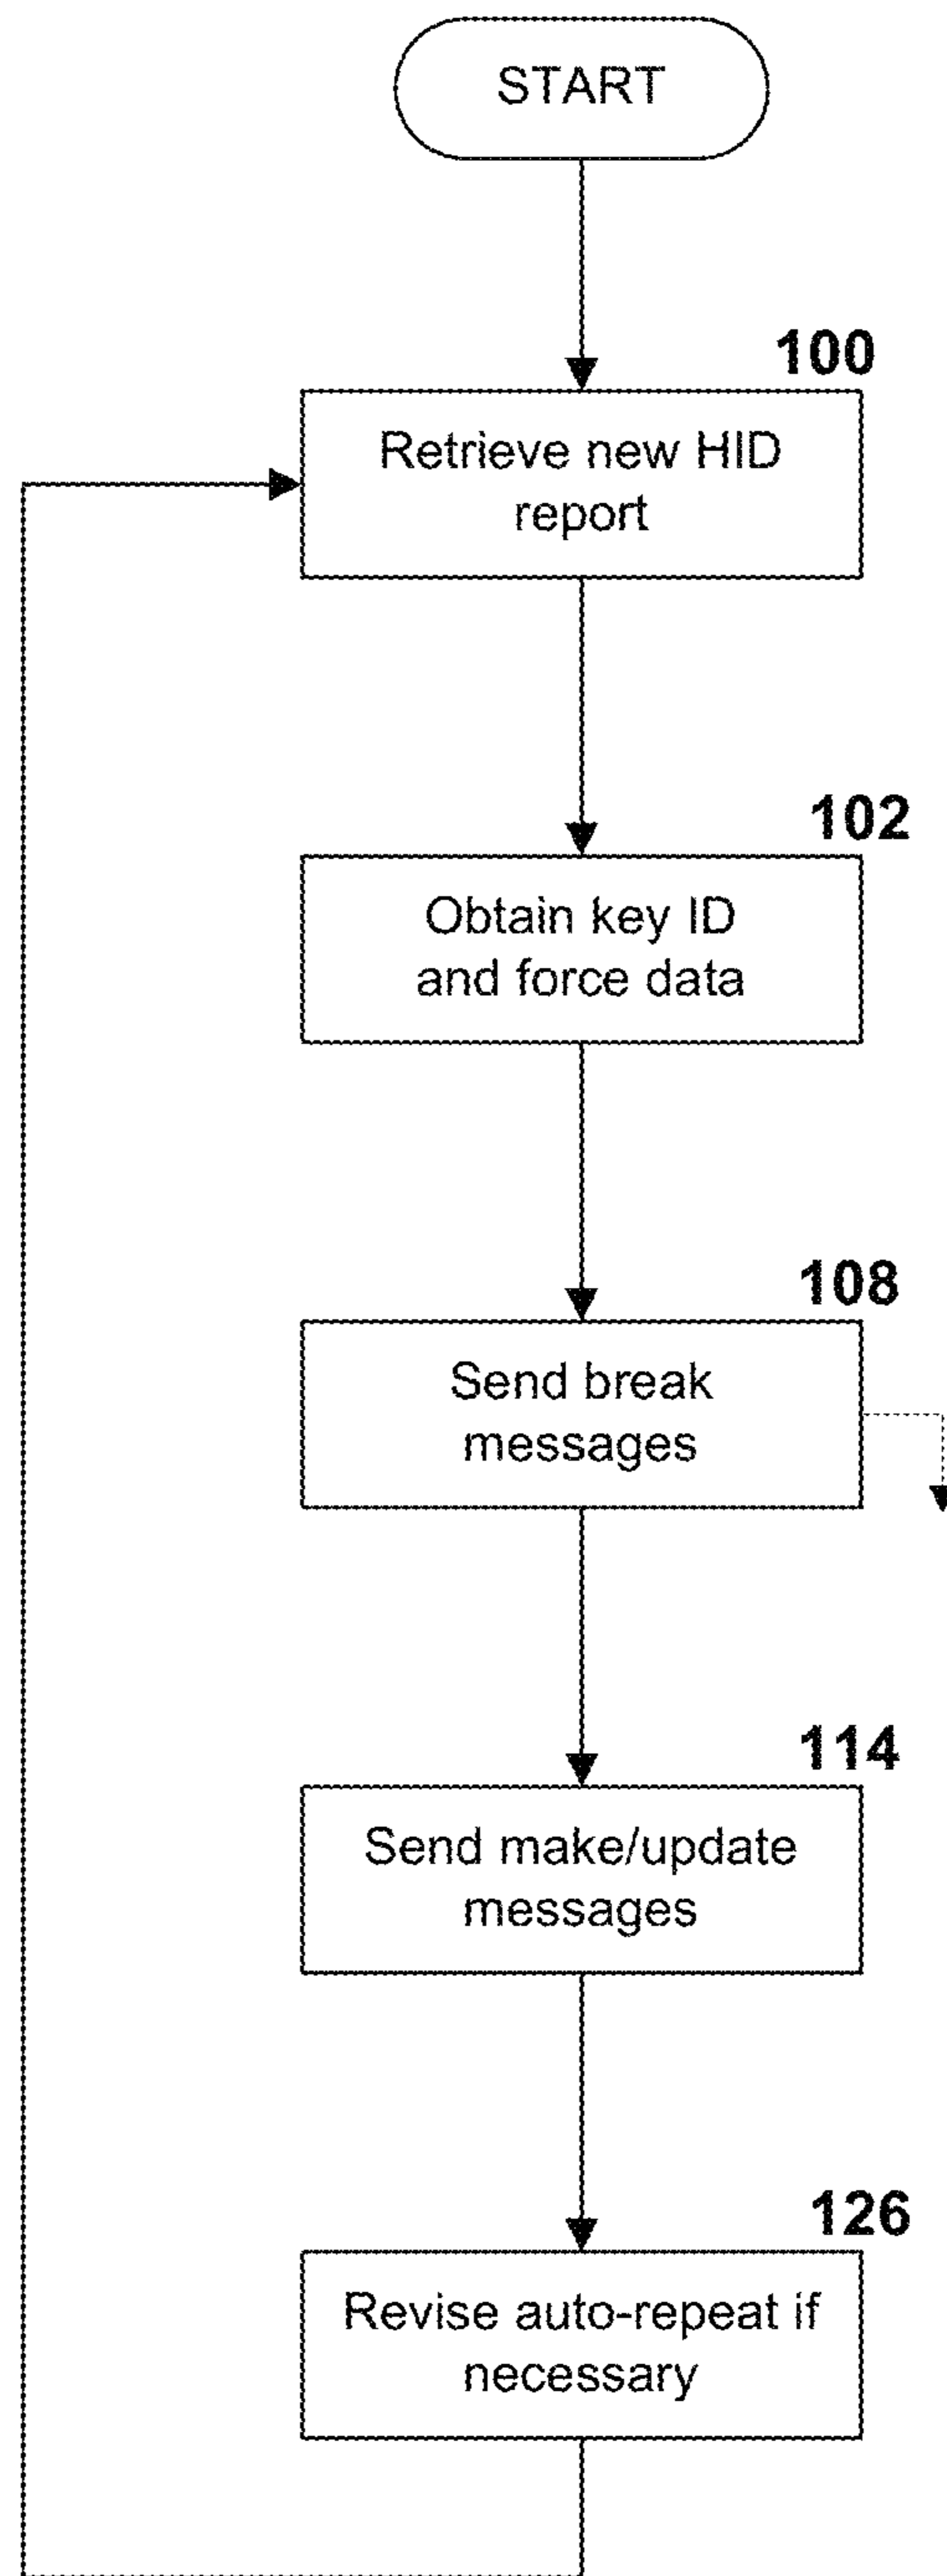 START
100
Retrieve new HID
report
102
Obtain key ID
and force data
108
Send break
messages
114
Send make/update
messages
126
Revise auto-repeat if
necessary